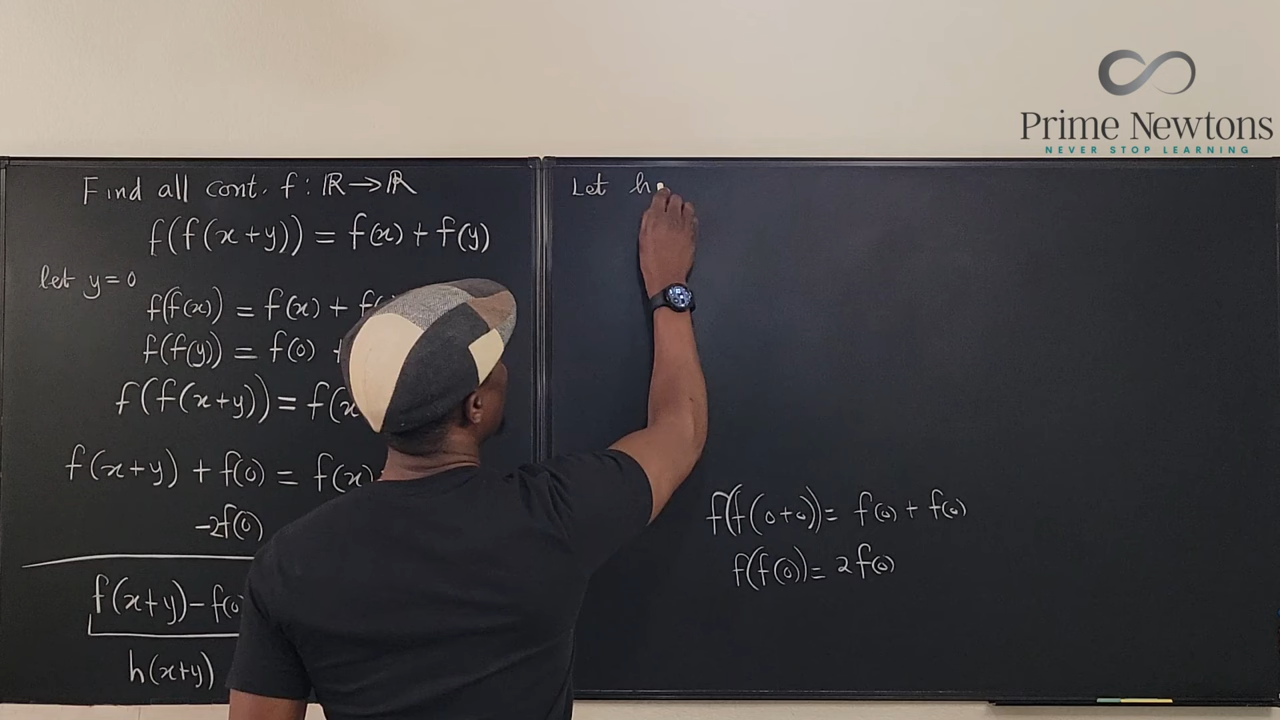 Prime Newtons
NEVER STOP LEARNING
Find all cont. f : ℝ → ℝ
f(f(x+y)) = f(x) + f(y)
let y = 0
f(f(x)) = f(x) +
f(f(y)) = f(0) +
f(f(x+y)) =
f(x+y) + f(0) = f(x)
-2f(0)
f(x+y) - f(0
h(x+y)
Let h
f(f(0+0)) = f(0) + f(0)
f(f(0)) = 2f(0)